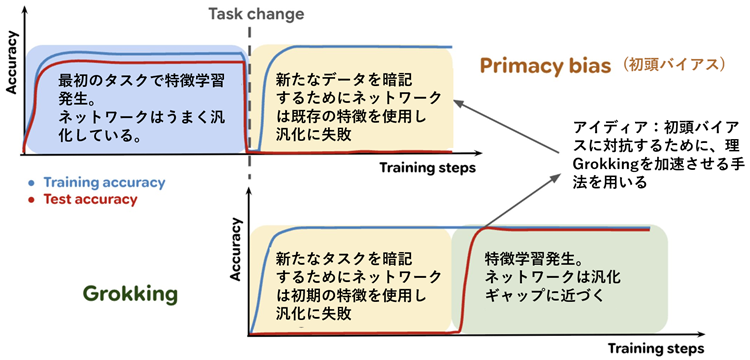 Task change
Accuracy
最初のタスクで特徴学習
発生。
ネットワークはうまく汎
化している。
新たなデータを暗記
するためにネットワーク
は既存の特徴を使用し
汎化に失敗
Primacy bias（初頭バイアス）
Training steps
アイディア：初頭バイア
スに対抗するために、理
Grokkingを加速させる手
法を用いる
Training accuracy
Test accuracy
Accuracy
新たなタスクを暗記
するためにネットワーク
は初期の特徴を使用し
汎化に失敗
特徴学習発生。
ネットワークは汎化
ギャップに近づく
Grokking
Training steps